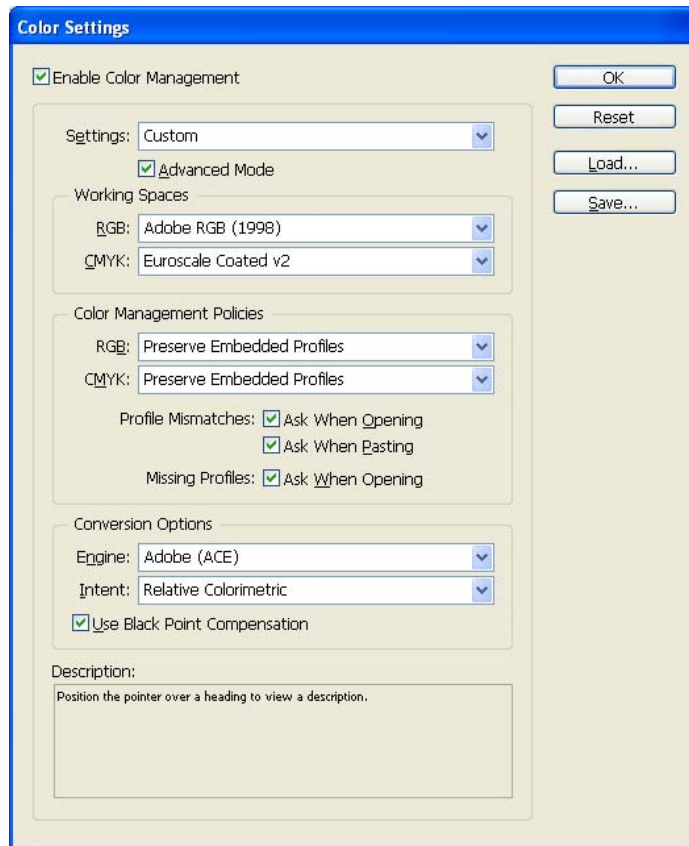 Color Settings
Enable Color Management
OK
Reset
Load...
Save...
Settings: Custom
Advanced Mode
Working Spaces
RGB: Adobe RGB (1998)
CMYK: Euroscale Coated v2
Color Management Policies
RGB: Preserve Embedded Profiles
CMYK: Preserve Embedded Profiles
Profile Mismatches: Ask When Opening
Ask When Pasting
Missing Profiles: Ask When Opening
Conversion Options
Engine: Adobe (ACE)
Intent: Relative Colorimetric
Use Black Point Compensation
Description:
Position the pointer over a heading to view a description.